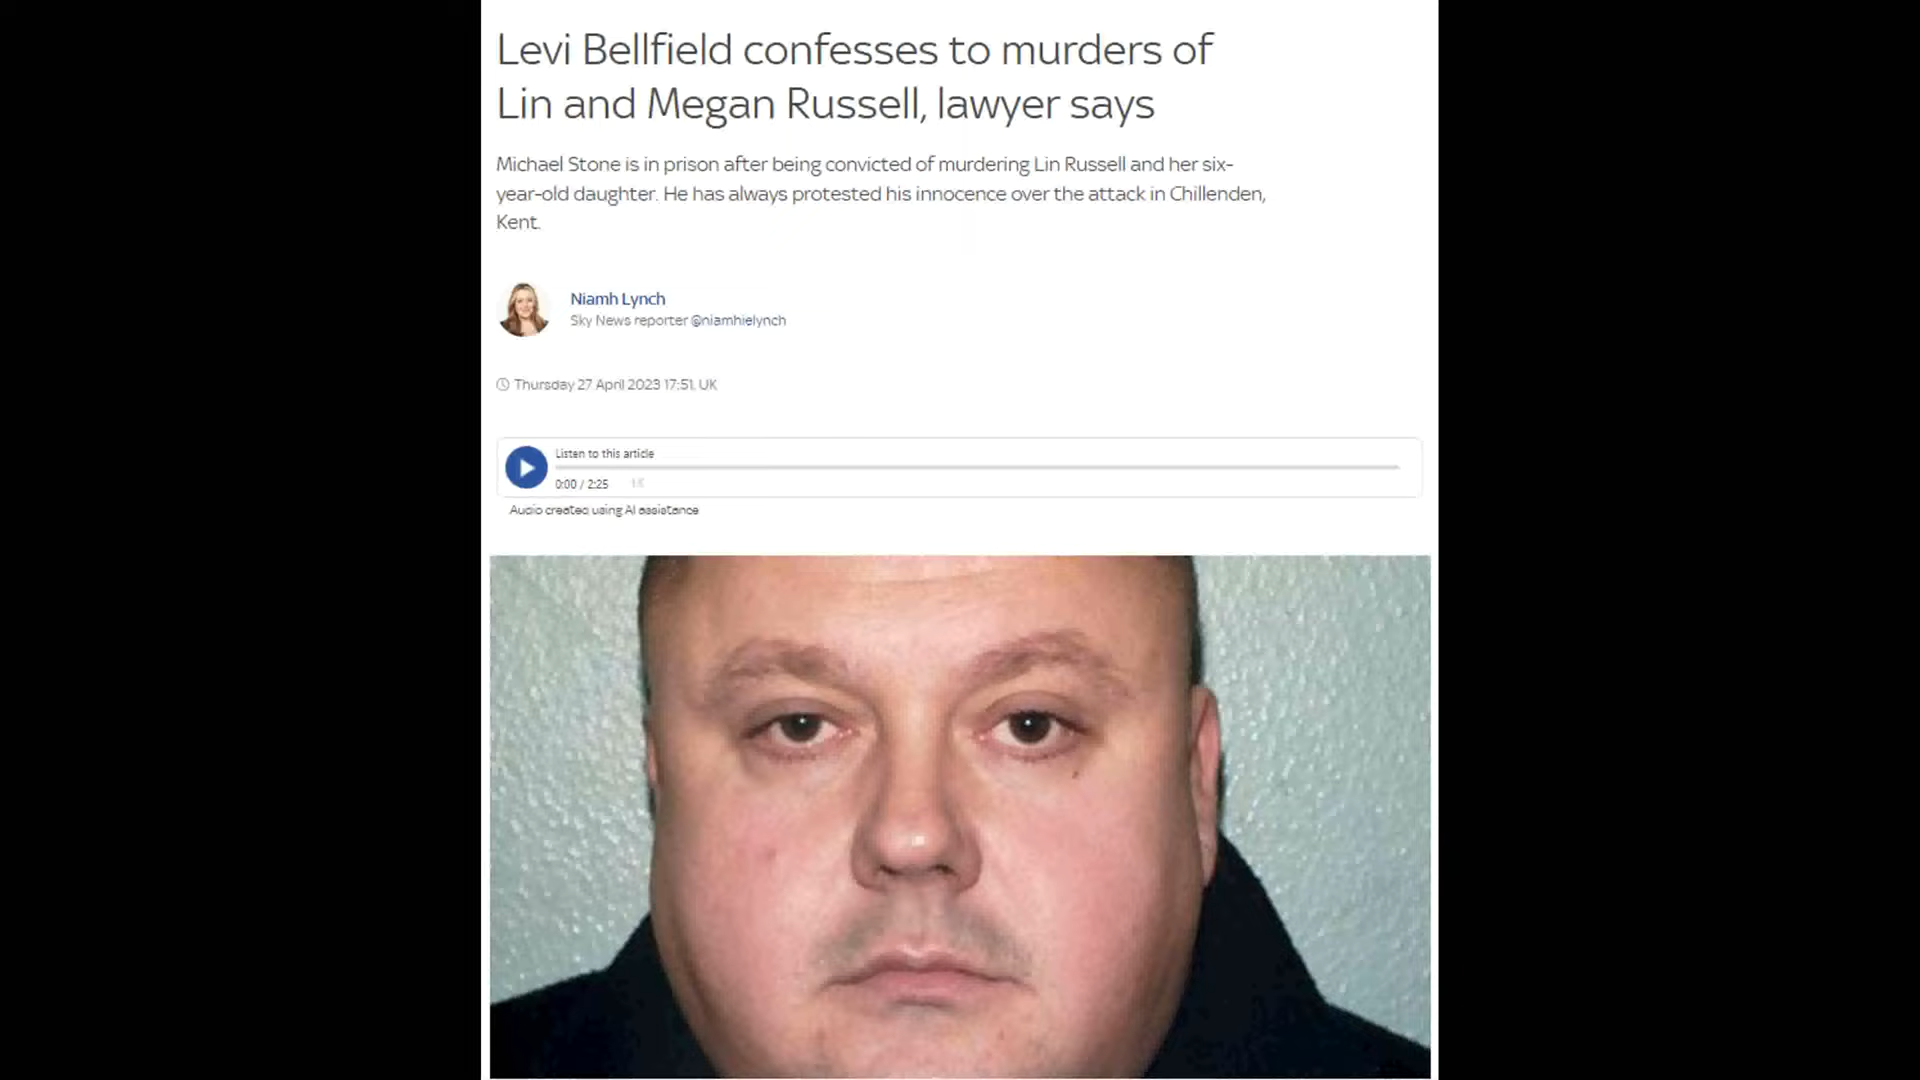 Levi Bellfield confesses to murders of
Lin and Megan Russell, lawyer says
Michael Stone is in prison after being convicted of murdering Lin Russell and her six-
year-old daughter. He has always protested his innocence over the attack in Chillenden,
Kent.
Niamh Lynch
Sky News reporter @niamhielynch
Thursday 27 April 2023 17:51, UK
Listen to this article
0:00 / 2:25
Audio created using AI assistance